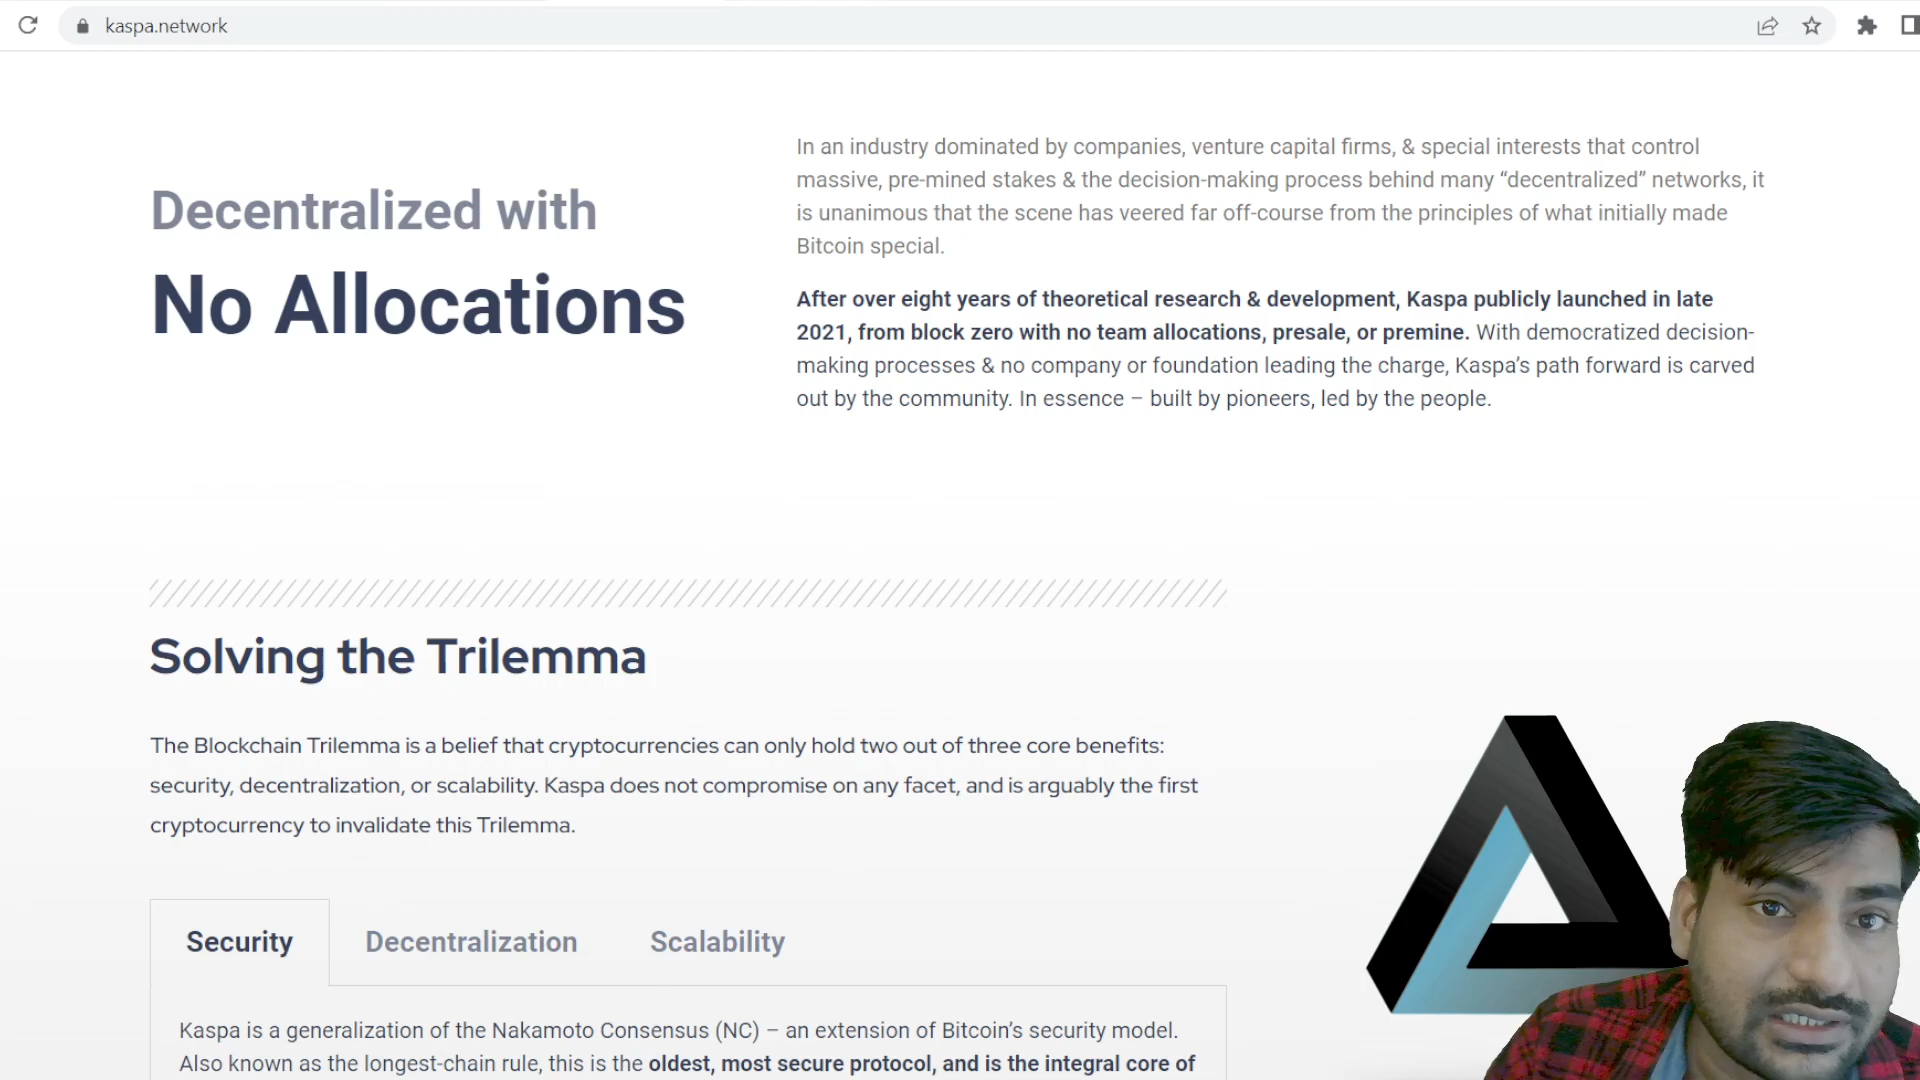 kaspa.network
Decentralized with
No Allocations
In an industry dominated by companies, venture capital firms, & special interests that control
massive, pre-mined stakes & the decision-making process behind many “decentralized” networks, it
is unanimous that the scene has veered far off-course from the principles of what initially made
Bitcoin special.
After over eight years of theoretical research & development, Kaspa publicly launched in late
2021, from block zero with no team allocations, presale, or premine. With democratized decision-
making processes & no company or foundation leading the charge, Kaspa’s path forward is carved
out by the community. In essence – built by pioneers, led by the people.
Solving the Trilemma
The Blockchain Trilemma is a belief that cryptocurrencies can only hold two out of three core benefits:
security, decentralization, or scalability. Kaspa does not compromise on any facet, and is arguably the first
cryptocurrency to invalidate this Trilemma.
Security Decentralization Scalability
Kaspa is a generalization of the Nakamoto Consensus (NC) – an extension of Bitcoin’s security model.
Also known as the longest-chain rule, this is the oldest, most secure protocol, and is the integral core of